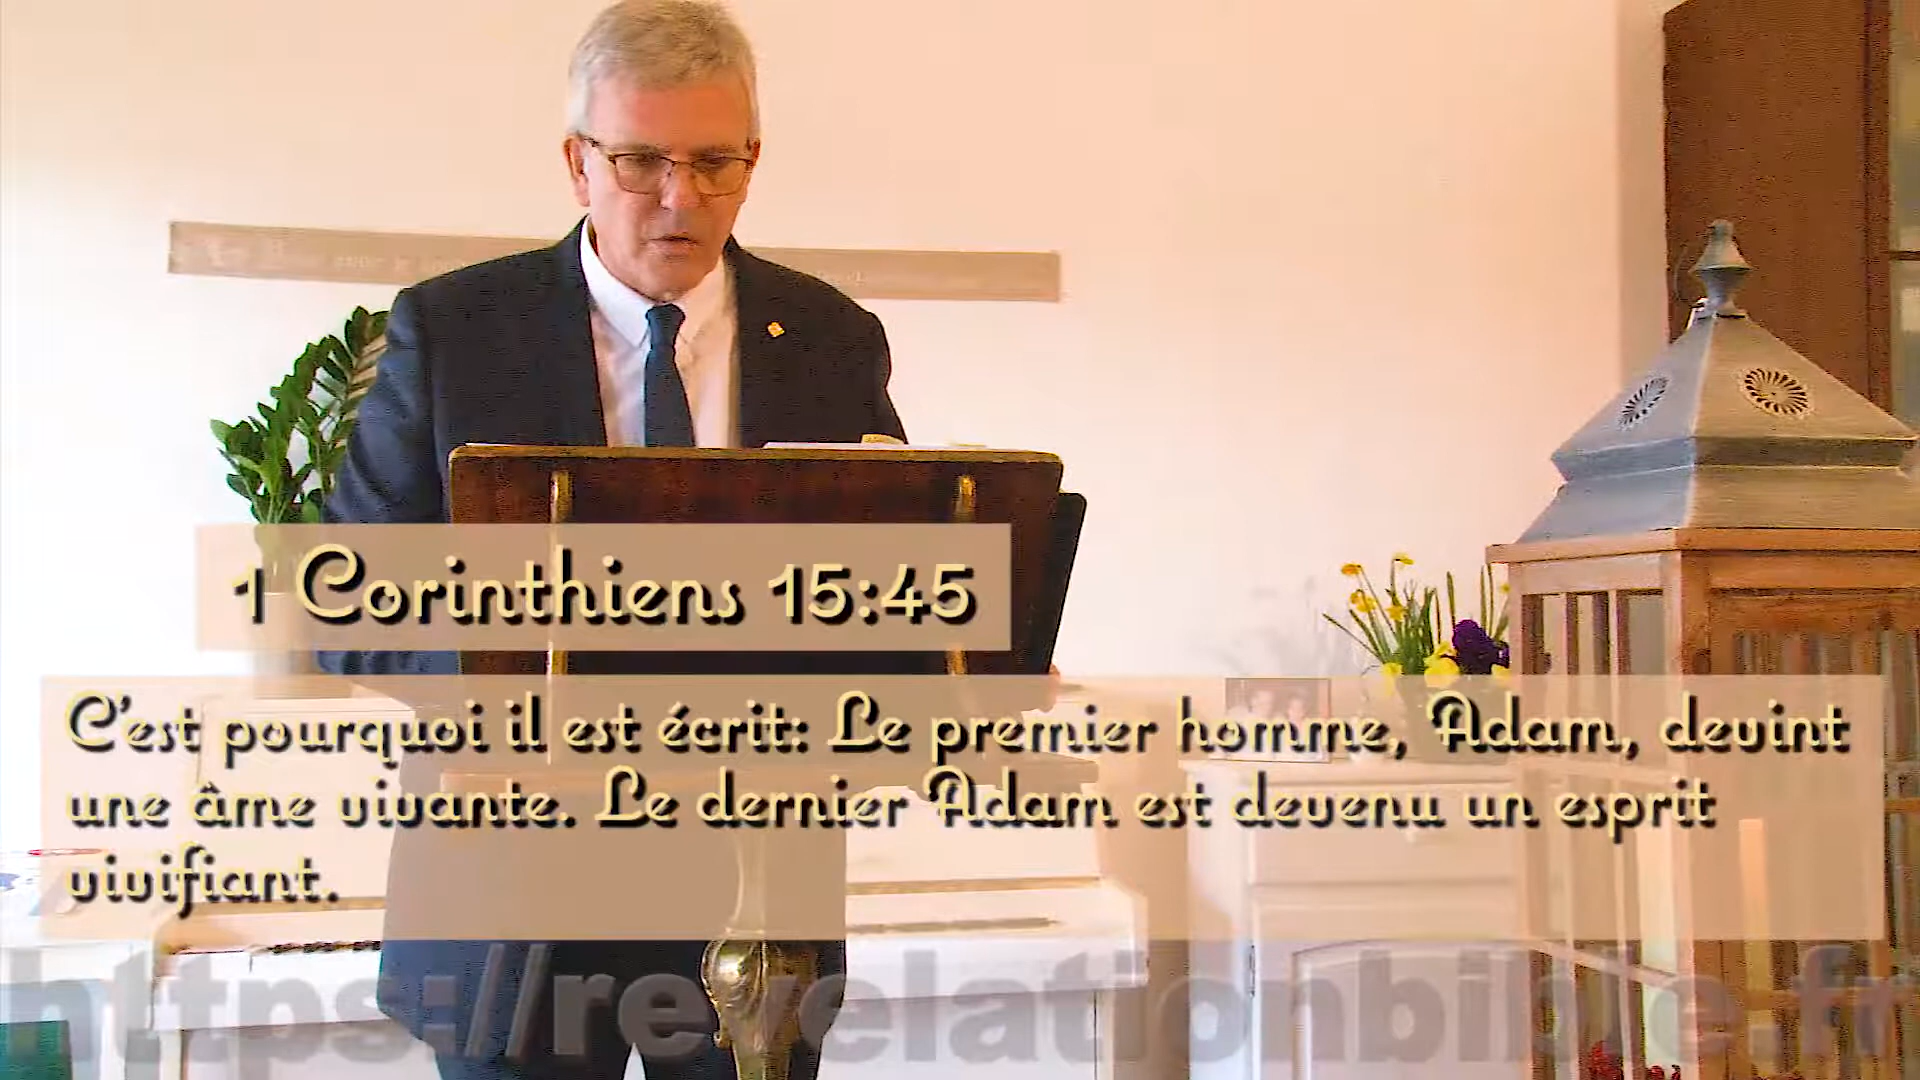 1 Corinthiens 15:45
C'est pourquoi il est écrit: Le premier homme, Adam, devint
une âme vivante. Le dernier Adam est devenu un esprit
vivifiant.
https://revelationbible.fr